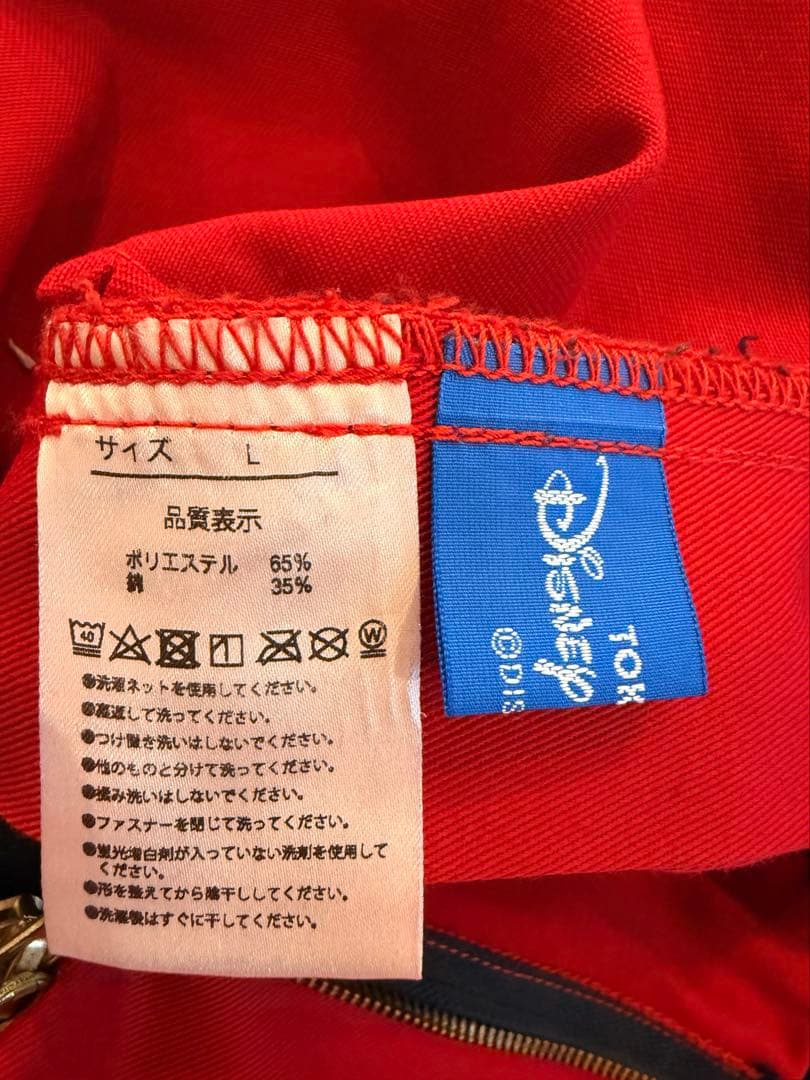 サイズ L
品質表示
ポリエステル 65%
綿 35%
40
W
●洗濯ネットを使用してください。
●裏返して洗ってください。
●つけ置き洗いはしないでください。
●他のものと分けて洗ってください。
●揉み洗いはしないでください。
●ファスナーを閉じて洗ってください。
●蛍光増白剤が入っていない洗剤を使用して
ください。
●形を整えてから陰干ししてください。
●洗濯後はすぐに干してください。
Disney
TOK
©DIS